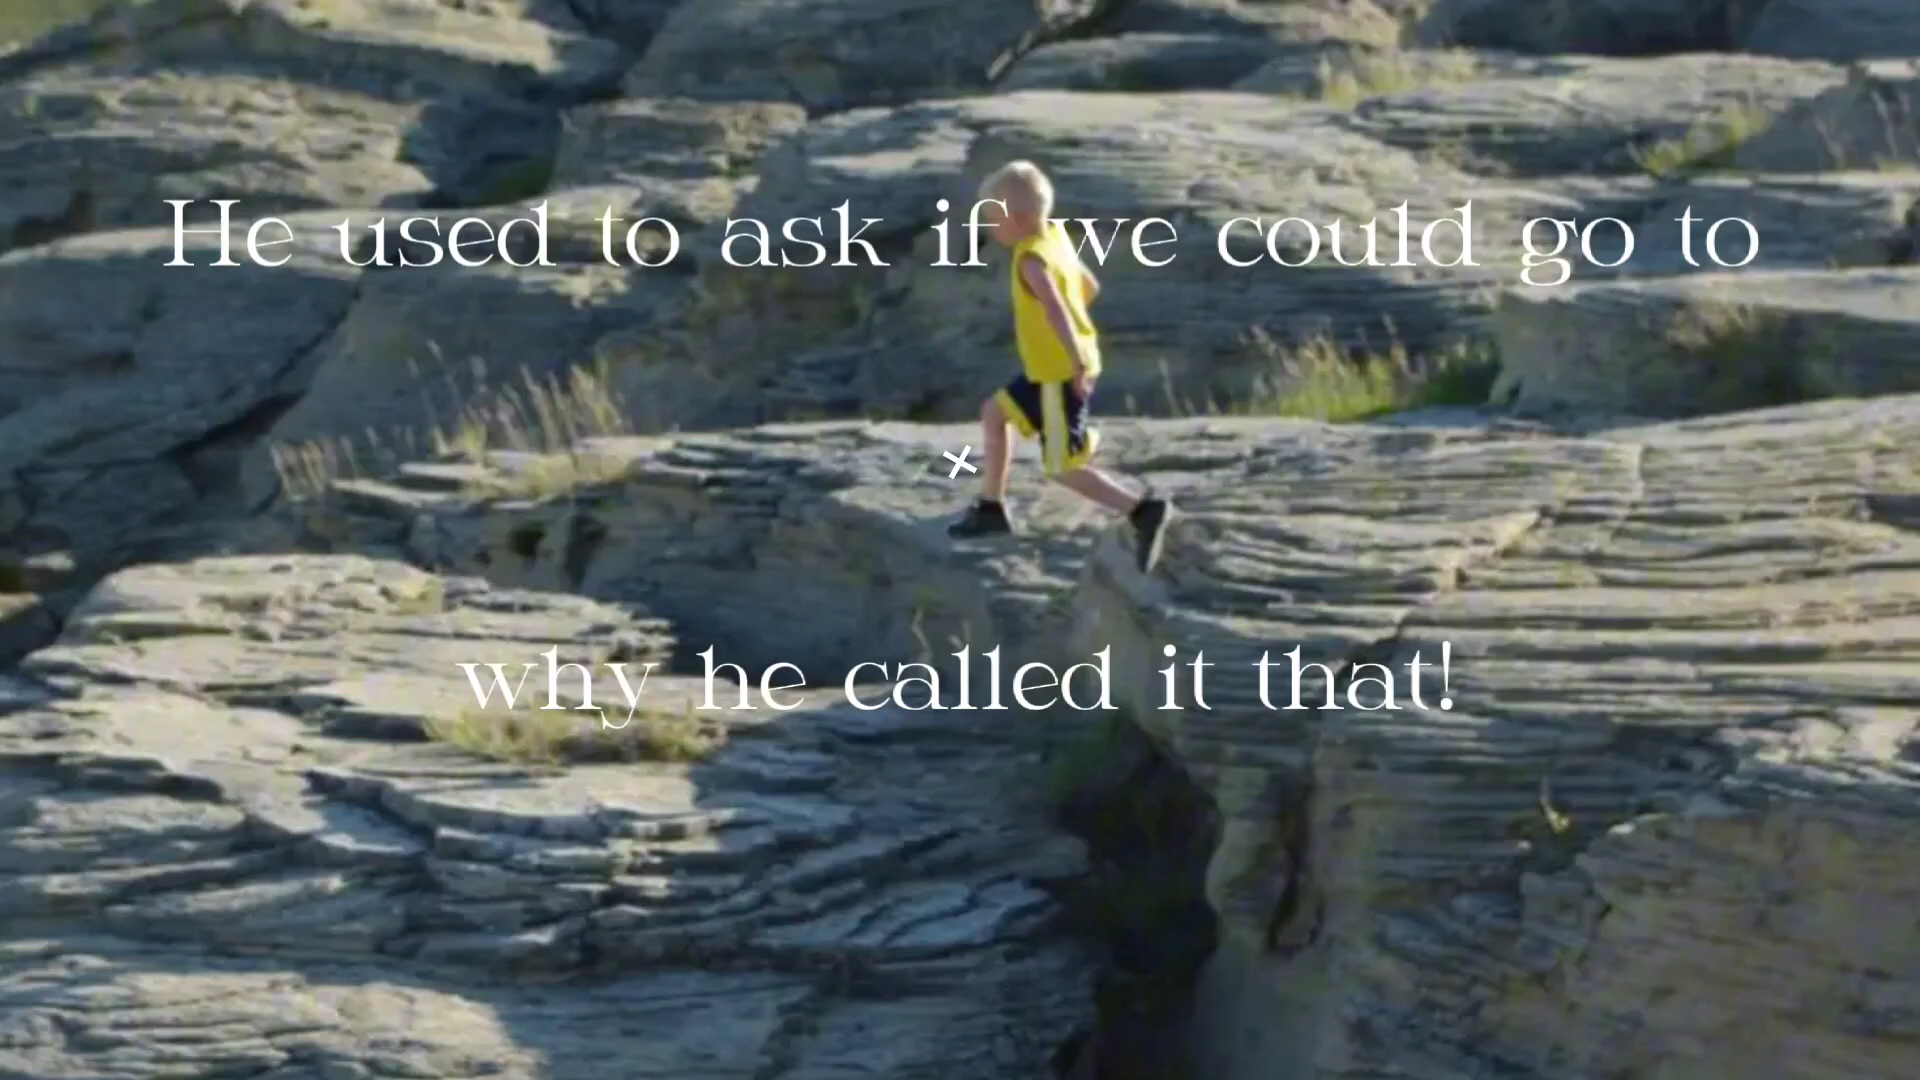 He used to ask if we could go to
why he called it that!